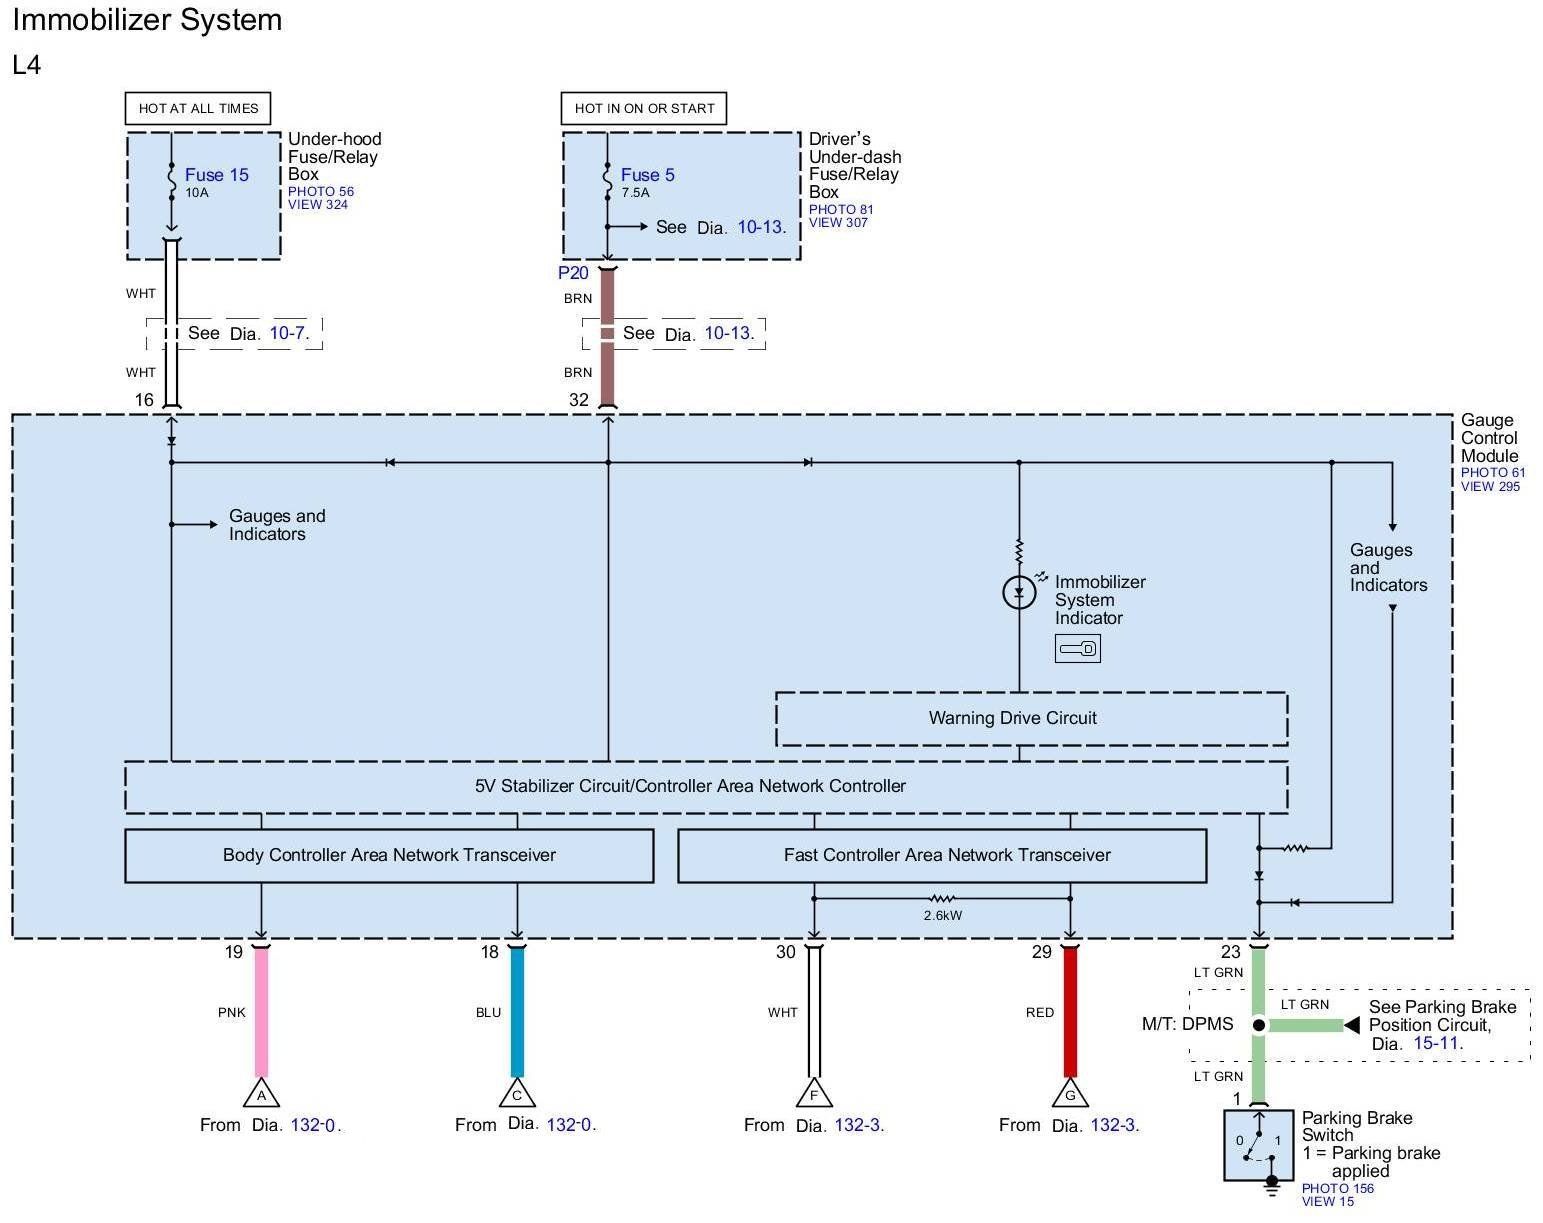 Immobilizer System
L4
HOT AT ALL TIMES
HOT IN ON OR START
Fuse 15
10A
Under-hood
Fuse/Relay
Box
PHOTO 56
VIEW 324
Fuse 5
7.5A
See Dia. 10-13.
Driver's
Under-dash
Fuse/Relay
Box
PHOTO 81
VIEW 307
P20
WHT
BRN
See Dia. 10-7.
See Dia. 10-13.
WHT
BRN
16
32
Gauge
Control
Module
PHOTO 61
VIEW 295
Gauges and
Indicators
Gauges
and
Indicators
Immobilizer
System
Indicator
Warning Drive Circuit
5V Stabilizer Circuit/Controller Area Network Controller
Body Controller Area Network Transceiver
Fast Controller Area Network Transceiver
2.6kW
19
18
30
29
23
LT GRN
PNK
BLU
WHT
RED
M/T: DPMS
LT GRN
See Parking Brake
Position Circuit,
Dia. 15-11.
LT GRN
A
C
F
G
1
From Dia. 132-0.
From Dia. 132-0.
From Dia. 132-3.
From Dia. 132-3.
0 1
Parking Brake
Switch
1 = Parking brake
applied
PHOTO 156
VIEW 15